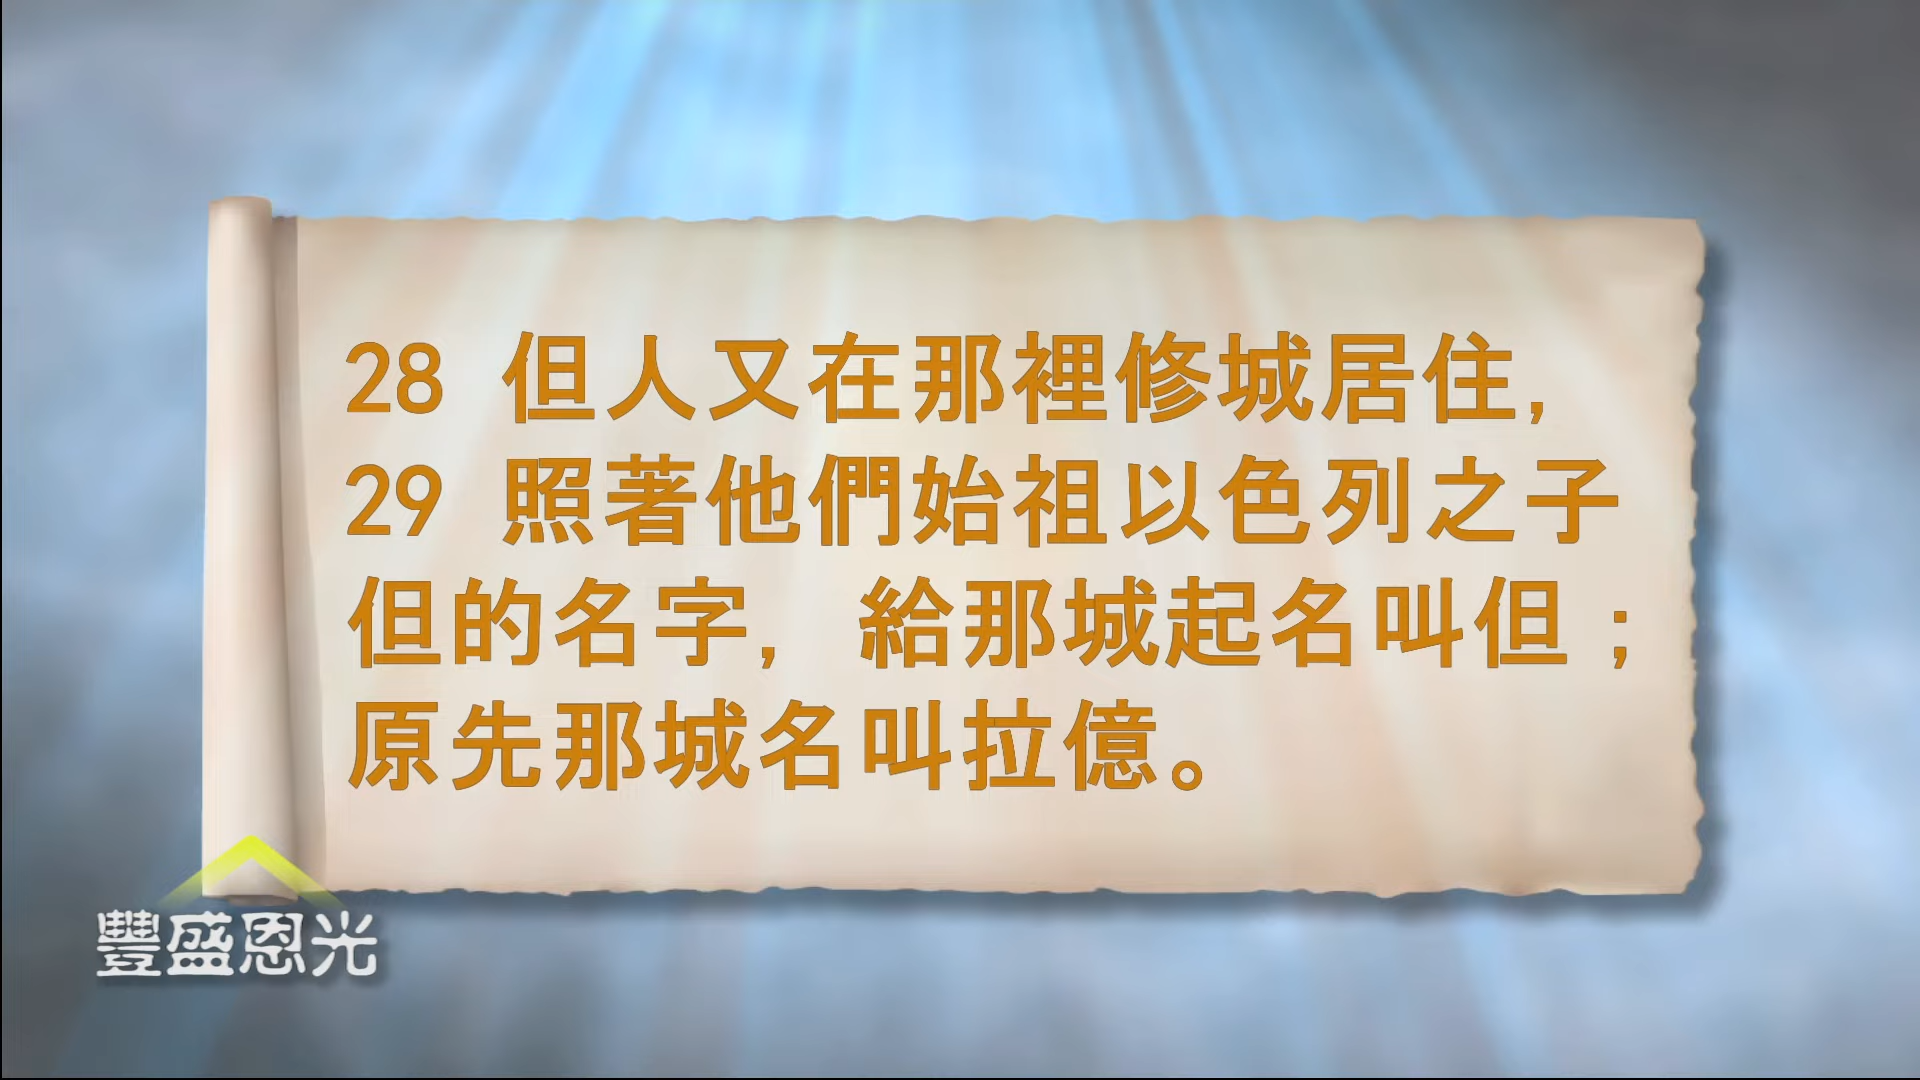 28 但人又在那裡修城居住,
29 照著他們始祖以色列之子
但的名字, 給那城起名叫但；
原先那城名叫拉億。
豐盛恩光